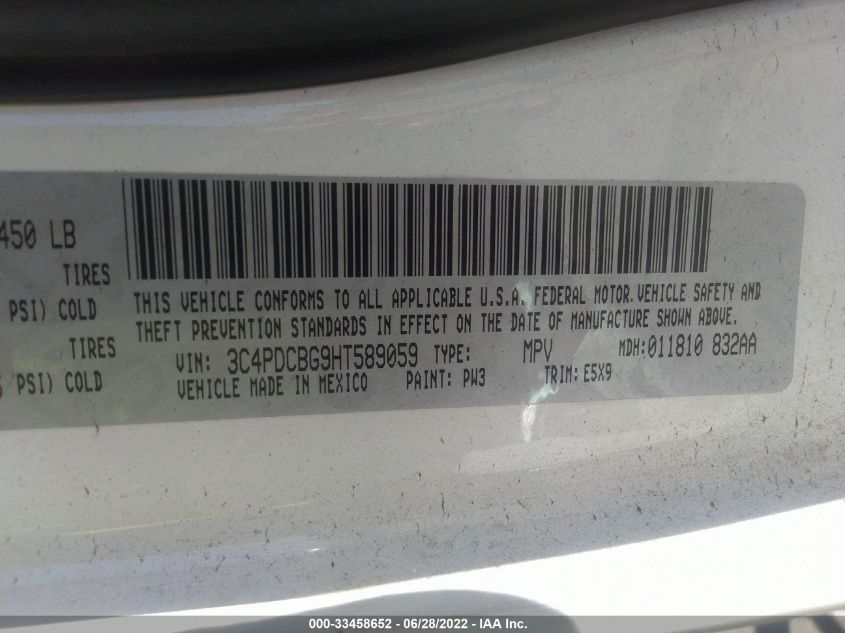 450 LB
TIRES
PSI) COLD
THIS VEHICLE CONFORMS TO ALL APPLICABLE U.S.A. FEDERAL MOTOR VEHICLE SAFETY AND
THEFT PREVENTION STANDARDS IN EFFECT ON THE DATE OF MANUFACTURE SHOWN ABOVE.
TIRES
VIN: 3C4PDCBG9HT589059 TYPE: MPV MDH:011810 832AA
PSI) COLD
VEHICLE MADE IN MEXICO PAINT: PW3 TRIM: E5X9
000-33458652 - 06/28/2022 - IAA Inc.